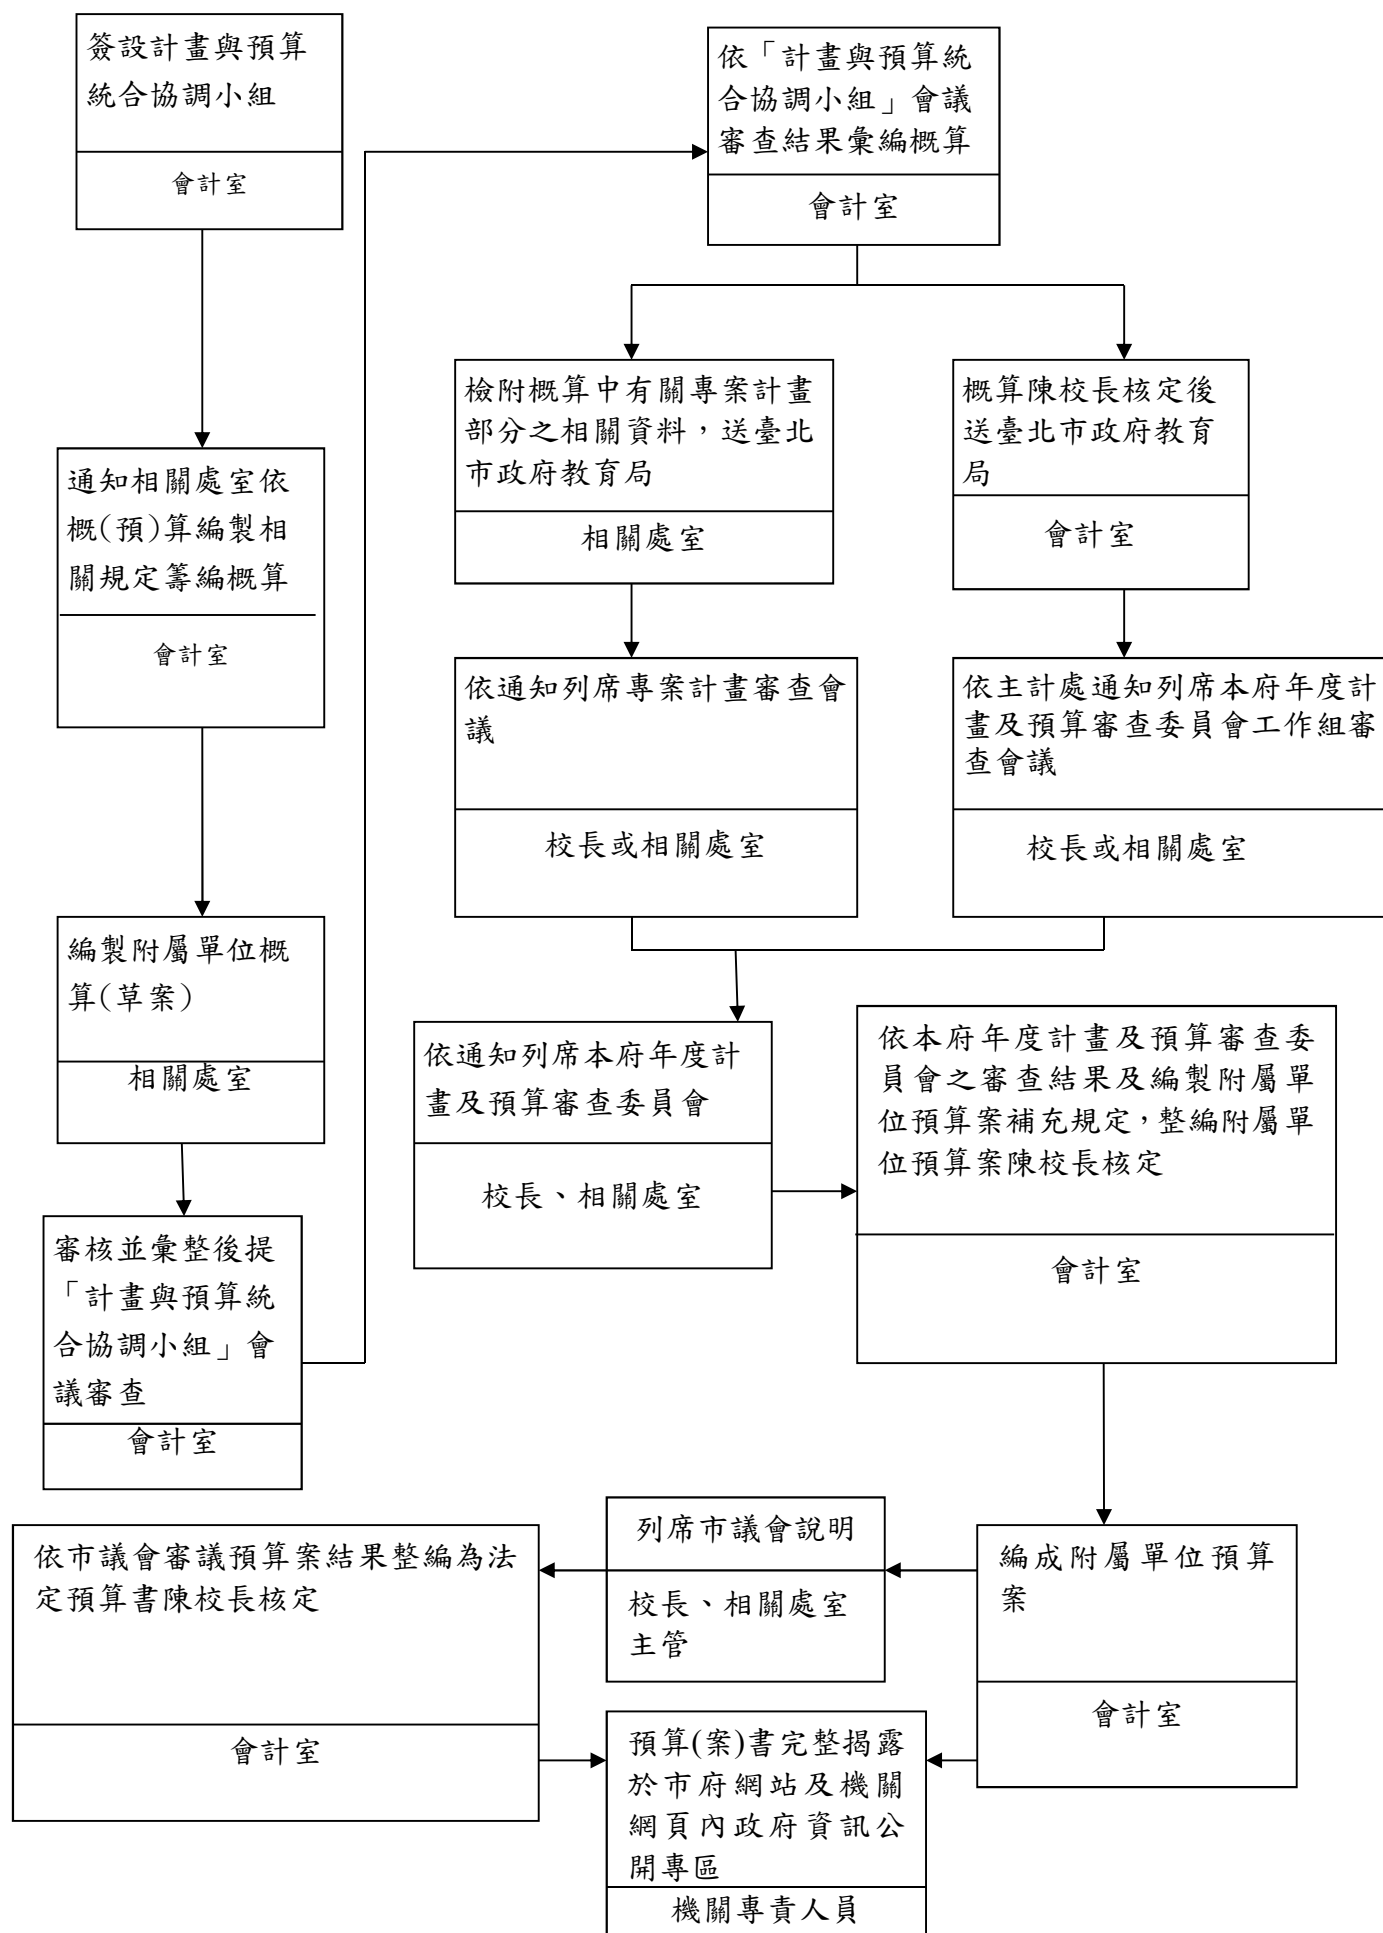 簽設計畫與預算
統合協調小組
會計室
通知相關處室依
概(預)算編製相
關規定籌編概算
會計室
編製附屬單位概
算(草案)
相關處室
審核並彙整後提
「計畫與預算統
合協調小組」會
議審查
會計室
依「計畫與預算統
合協調小組」會議
審查結果彙編概算
會計室
檢附概算中有關專案計畫
部分之相關資料，送臺北
市政府教育局
相關處室
概算陳校長核定後
送臺北市政府教育
局
會計室
依通知列席專案計畫審查會
議
校長或相關處室
依主計處通知列席本府年度計
畫及預算審查委員會工作組審
查會議
校長或相關處室
依通知列席本府年度計
畫及預算審查委員會
校長、相關處室
依本府年度計畫及預算審查委
員會之審查結果及編製附屬單
位預算案補充規定，整編附屬單
位預算案陳校長核定
會計室
編成附屬單位預算
案
會計室
列席市議會說明
校長、相關處室
主管
依市議會審議預算案結果整編為法
定預算書陳校長核定
會計室
預算(案)書完整揭露
於市府網站及機關
網頁內政府資訊公
開專區
機關專責人員